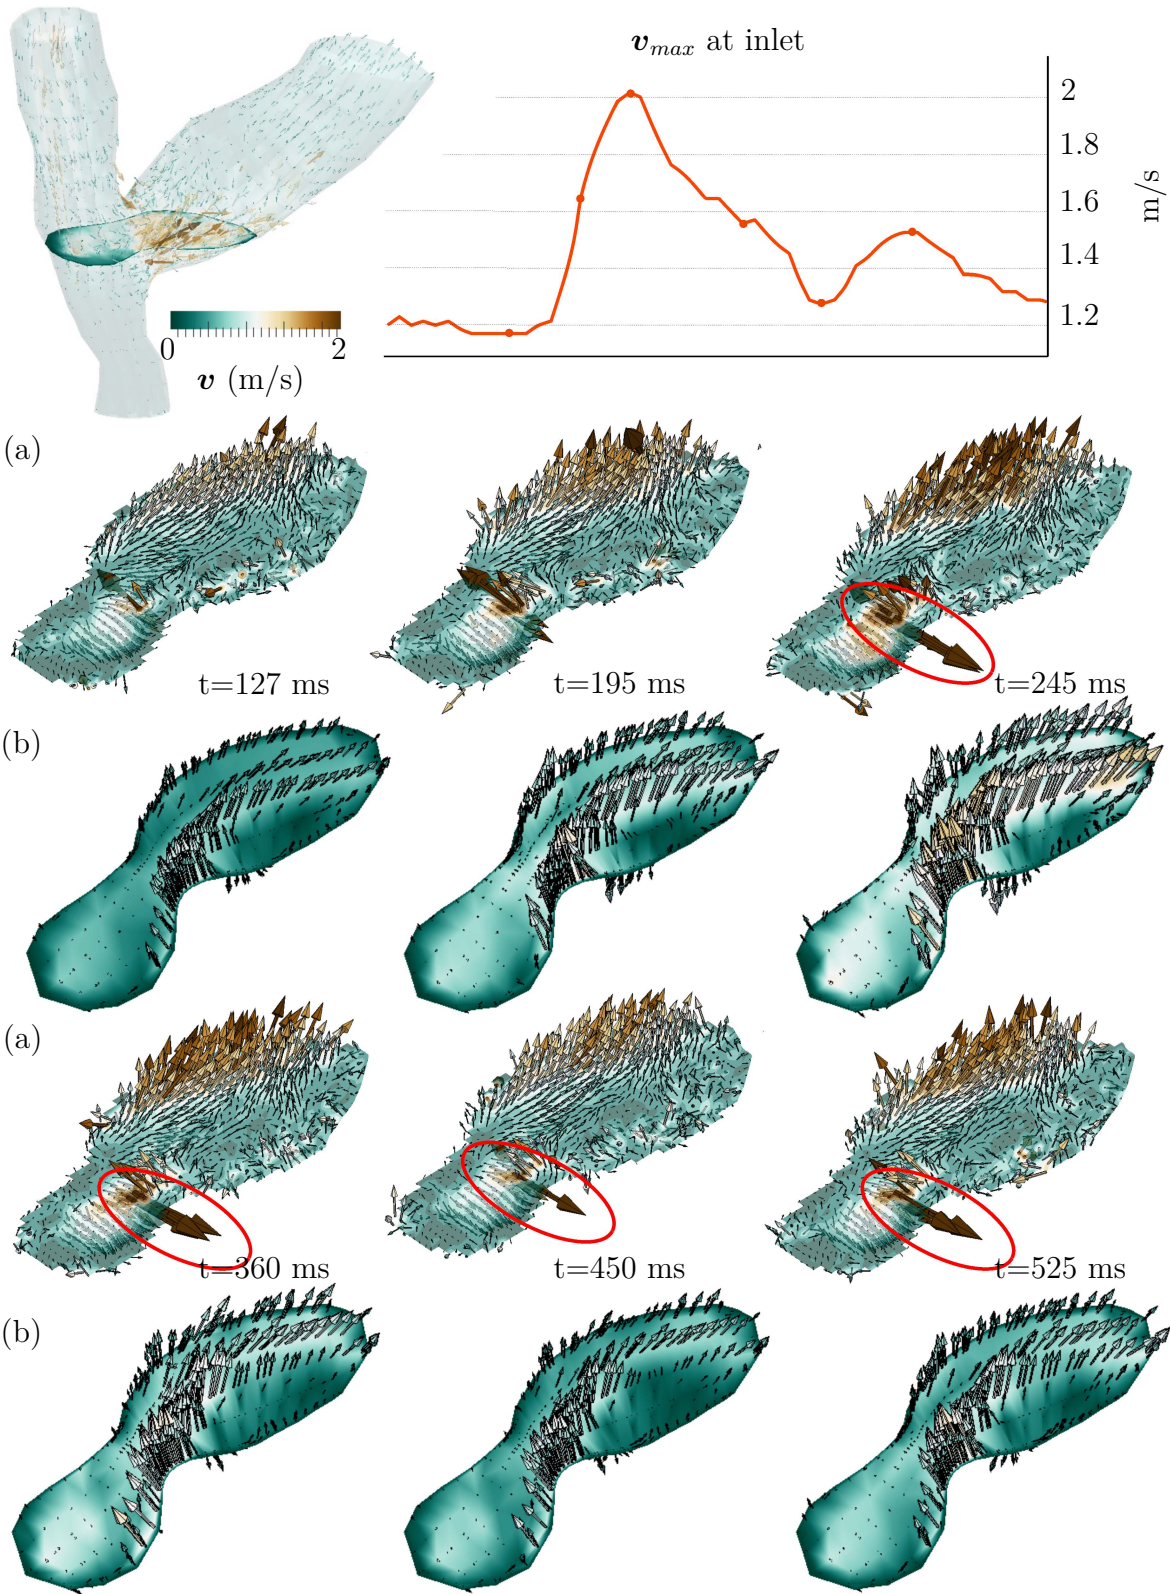 v_max at inlet
2
1.8
1.6
1.4
1.2
m/s
0 2
v (m/s)
(a)
t=127 ms t=195 ms t=245 ms
(b)
(a)
t=360 ms t=450 ms t=525 ms
(b)